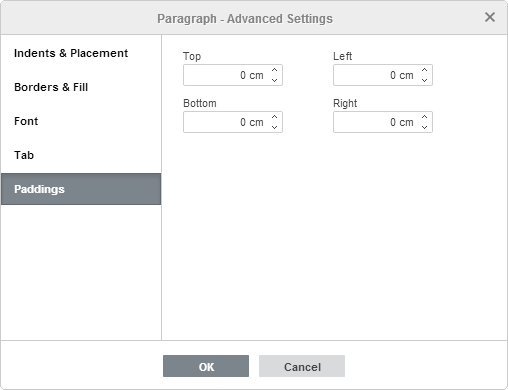 Paragraph - Advanced Settings
Indents & Placement
Borders & Fill
Font
Tab
Paddings
Top
Left
0 cm
0 cm
Bottom
Right
0 cm
0 cm
OK
Cancel